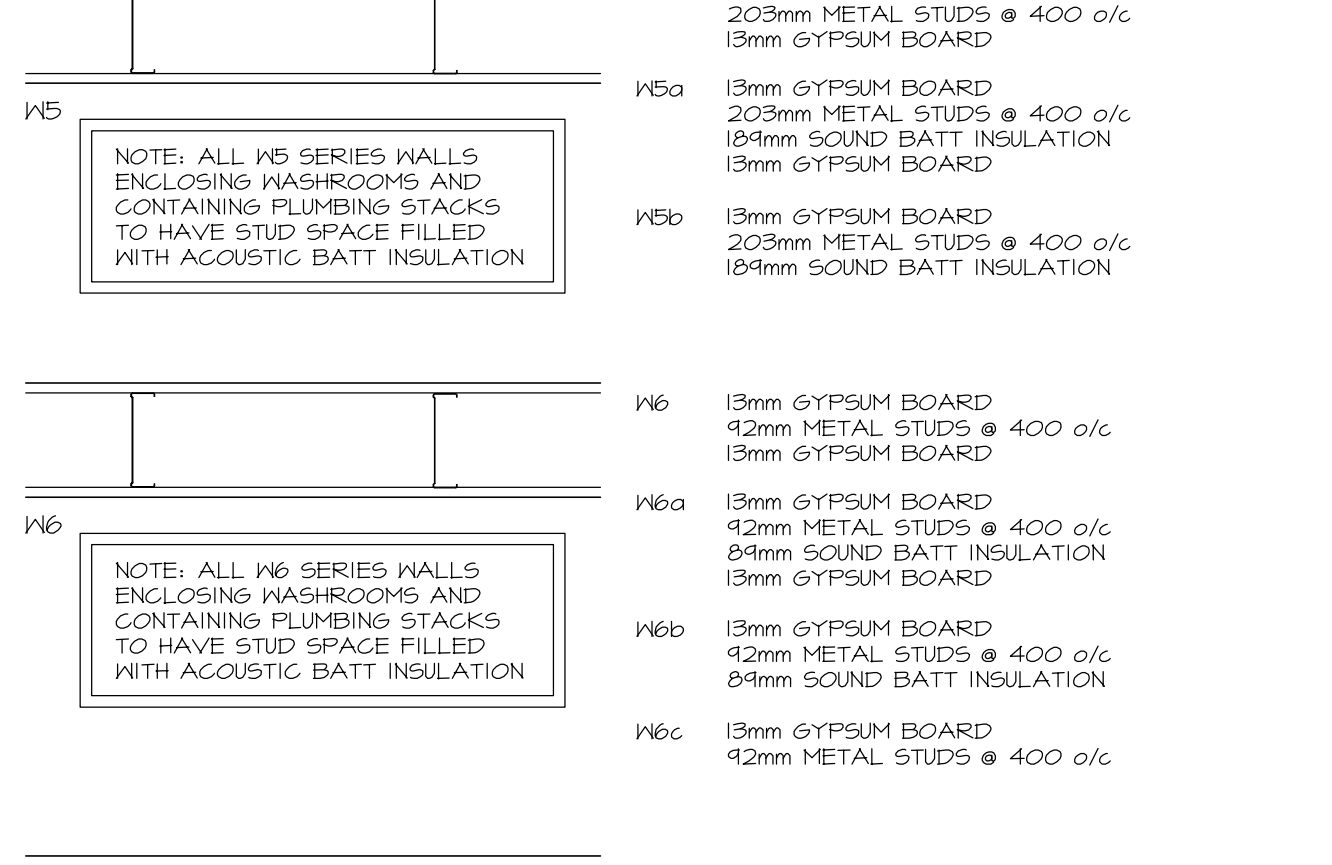 203mm METAL STUDS @ 400 o/c
13mm GYPSUM BOARD
W5
NOTE: ALL W5 SERIES WALLS
ENCLOSING WASHROOMS AND
CONTAINING PLUMBING STACKS
TO HAVE STUD SPACE FILLED
WITH ACOUSTIC BATT INSULATION
W5a 13mm GYPSUM BOARD
203mm METAL STUDS @ 400 o/c
189mm SOUND BATT INSULATION
13mm GYPSUM BOARD
W5b 13mm GYPSUM BOARD
203mm METAL STUDS @ 400 o/c
189mm SOUND BATT INSULATION
W6
NOTE: ALL W6 SERIES WALLS
ENCLOSING WASHROOMS AND
CONTAINING PLUMBING STACKS
TO HAVE STUD SPACE FILLED
WITH ACOUSTIC BATT INSULATION
W6 13mm GYPSUM BOARD
92mm METAL STUDS @ 400 o/c
13mm GYPSUM BOARD
W6a 13mm GYPSUM BOARD
92mm METAL STUDS @ 400 o/c
89mm SOUND BATT INSULATION
13mm GYPSUM BOARD
W6b 13mm GYPSUM BOARD
92mm METAL STUDS @ 400 o/c
89mm SOUND BATT INSULATION
W6c 13mm GYPSUM BOARD
92mm METAL STUDS @ 400 o/c